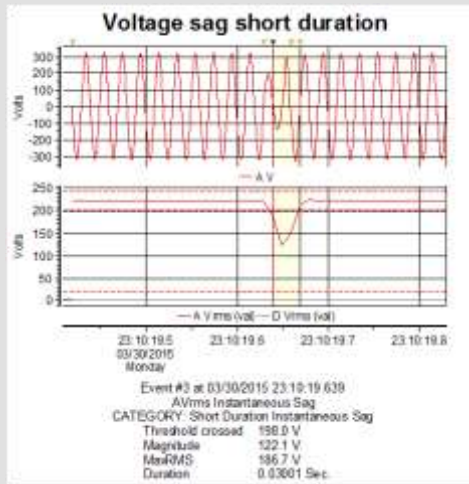 Voltage sag short duration
300
200
100
0
-100
-200
-300
Volts
A V
250
200
150
100
50
0
Volts
A Vrms (val) D Vrms (val)
23:10:19.5 23:10:19.6 23:10:19.7 23:10:19.8
03/30/2015
Monday
Event #3 at 03/30/2015 23:10:19.639
AVrms Instantaneous Sag
CATEGORY: Short Duration Instantaneous Sag
Threshold crossed 198.0 V
Magnitude 122.1 V
MaxRMS 186.7 V
Duration 0.03001 Sec.